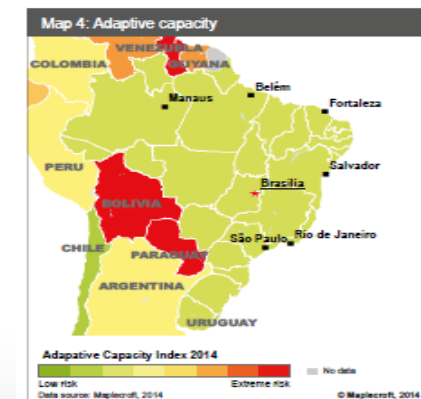 Map 4: Adaptive capacity
VENEZUELA
COLOMBIA
GUYANA
Manaus
Belém
Fortaleza
PERU
Salvador
Brasília
BOLIVIA
São Paulo
Rio de Janeiro
CHILE
PARAGUAY
ARGENTINA
URUGUAY
Adapative Capacity Index 2014
No data
Low risk
Extreme risk
Data source: Maplecroft, 2014
© Maplecroft, 2014